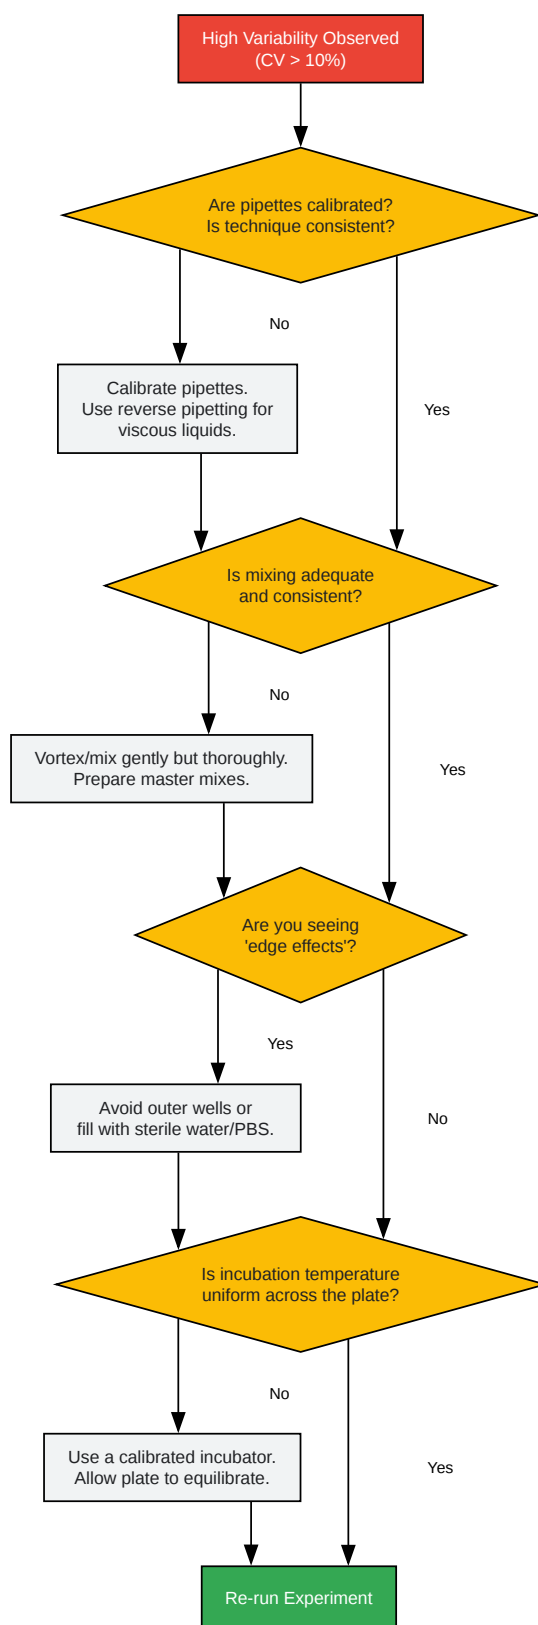 High Variability Observed
(CV > 10%)
Are pipettes calibrated?
Is technique consistent?
No
Calibrate pipettes.
Use reverse pipetting for
viscous liquids.
Yes
Is mixing adequate
and consistent?
No
Vortex/mix gently but thoroughly.
Prepare master mixes.
Yes
Are you seeing
'edge effects'?
Yes
Avoid outer wells or
fill with sterile water/PBS.
No
Is incubation temperature
uniform across the plate?
No
Use a calibrated incubator.
Allow plate to equilibrate.
Yes
Re-run Experiment